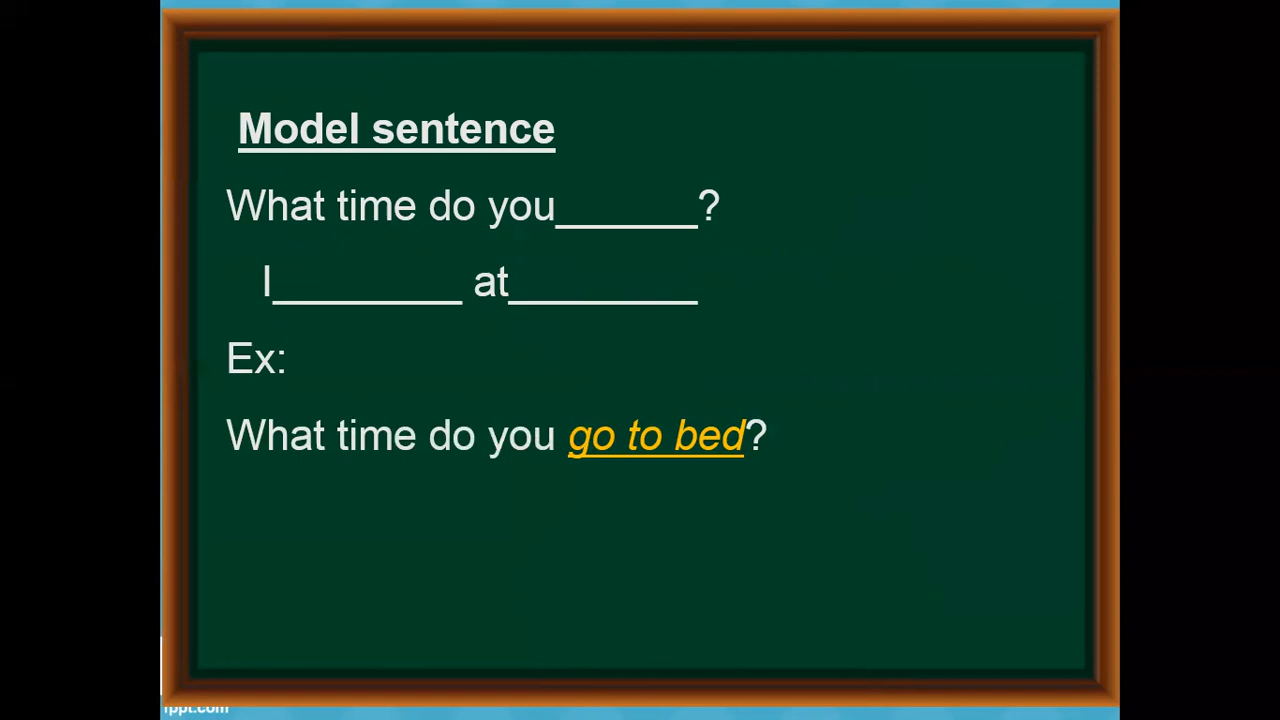 Model sentence
What time do you______?
I________ at________
Ex:
What time do you go to bed?
fppt.com